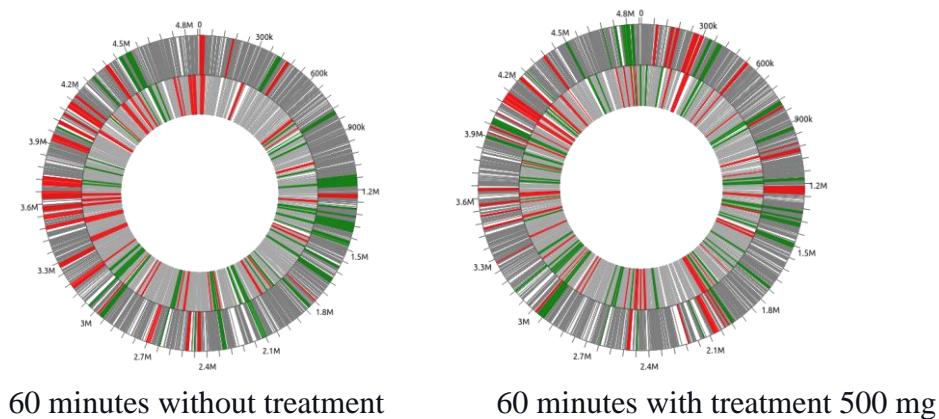 4.8M 0
300k
600k
900k
1.2M
1.5M
1.8M
2.1M
2.4M
2.7M
3M
3.3M
3.6M
3.9M
4.2M
4.5M
4.8M 0
300k
600k
900k
1.2M
1.5M
1.8M
2.1M
2.4M
2.7M
3M
3.3M
3.6M
3.9M
4.2M
4.5M
60 minutes without treatment
60 minutes with treatment 500 mg